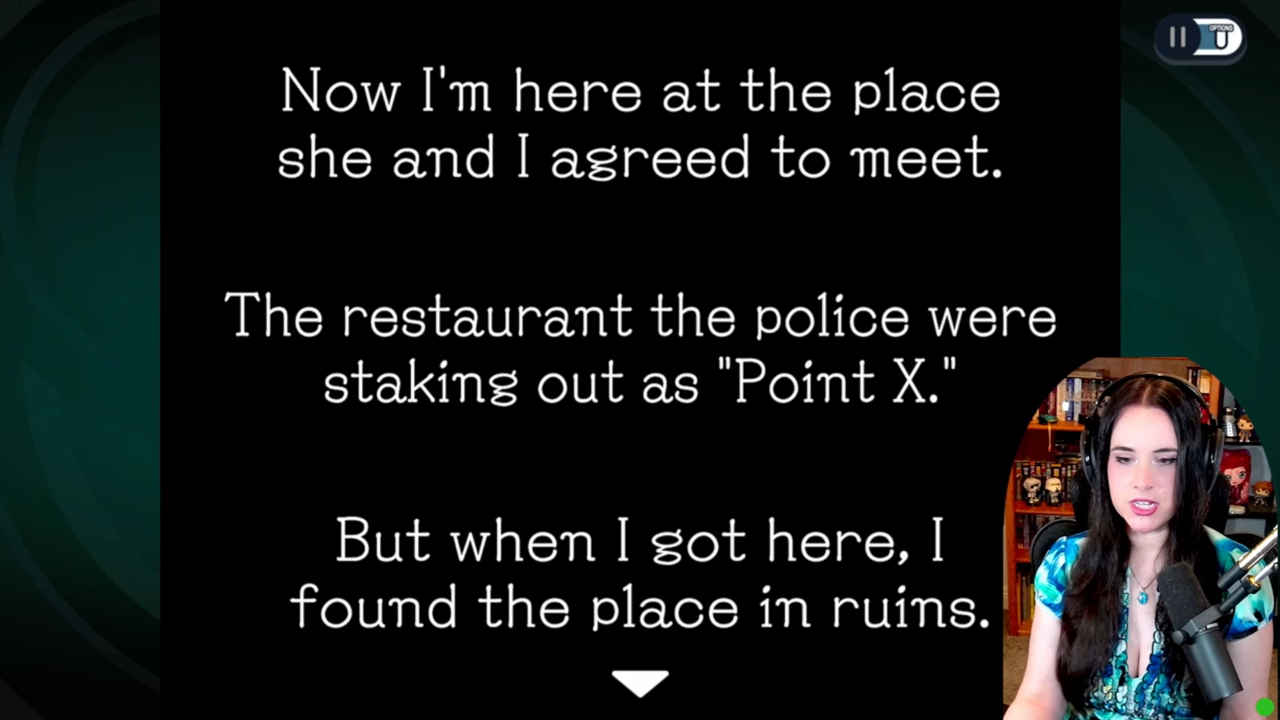 OPTIONS
Now I'm here at the place
she and I agreed to meet.
The restaurant the police were
staking out as "Point X."
But when I got here, I
found the place in ruins.